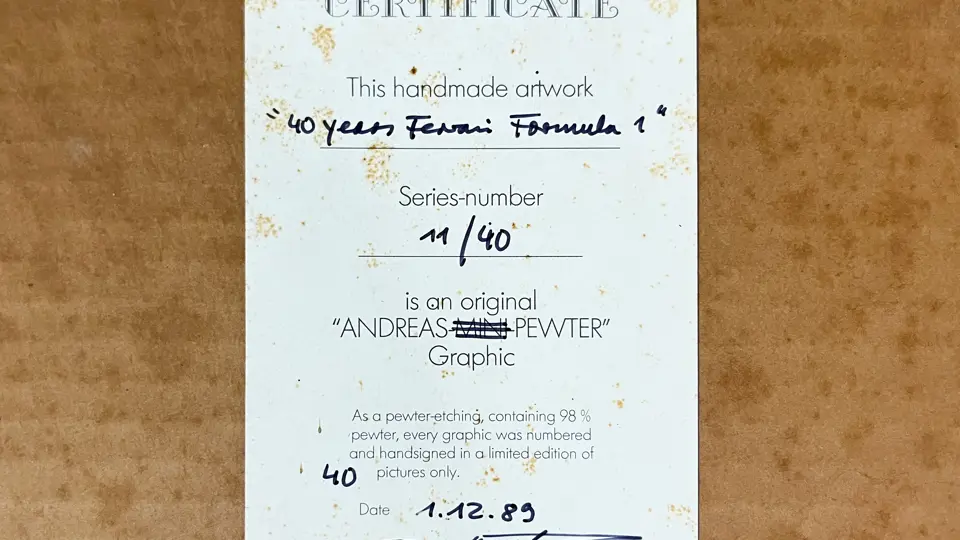 CERTIFICATE
This handmade artwork
"40 years Ferrari Formula 1"
Series-number
11/40
is an original
“ANDREAS-MINI-PEWTER”
Graphic
As a pewter-etching, containing 98 %
pewter, every graphic was numbered
and handsigned in a limited edition of
40 pictures only.
Date 1.12.89